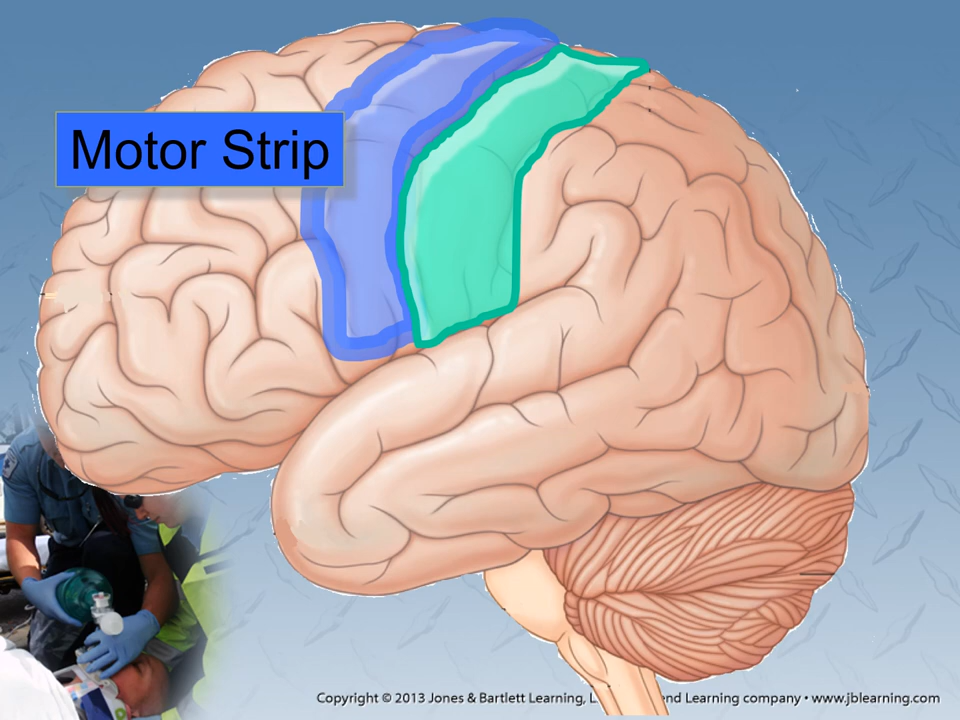 Motor Strip
Copyright © 2013 Jones & Bartlett Learning, L end Learning company • www.jblearning.com